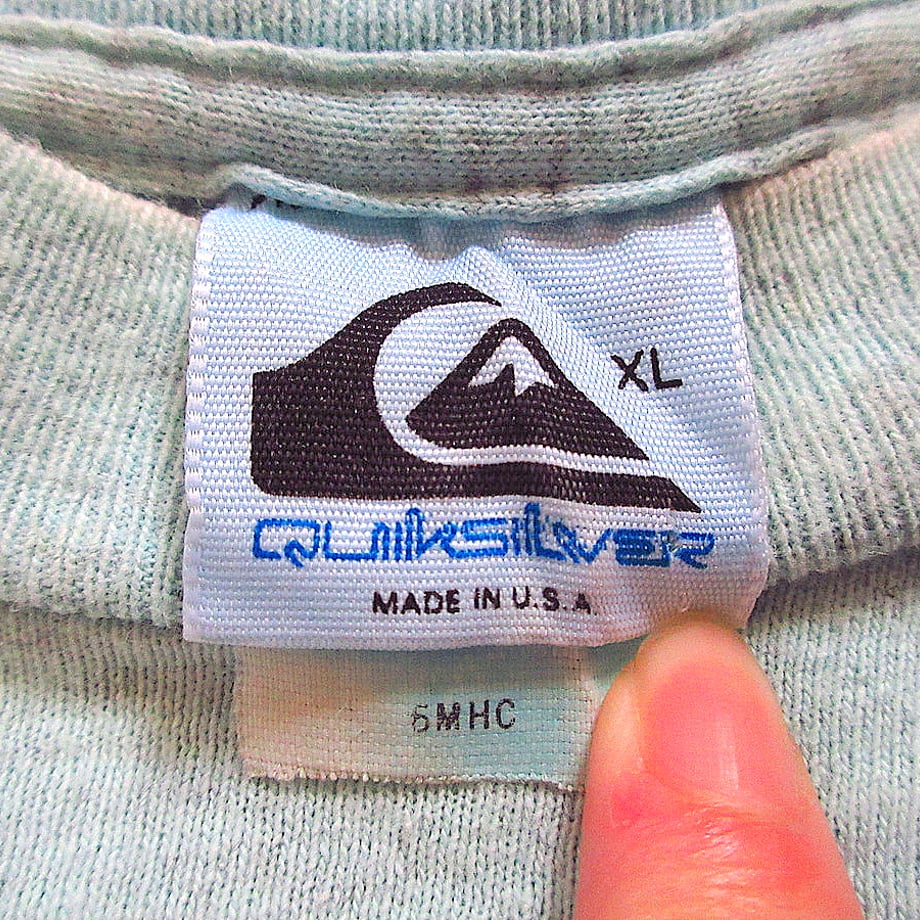 XL
QUIKSILVER
MADE IN U.S.A
6MHC